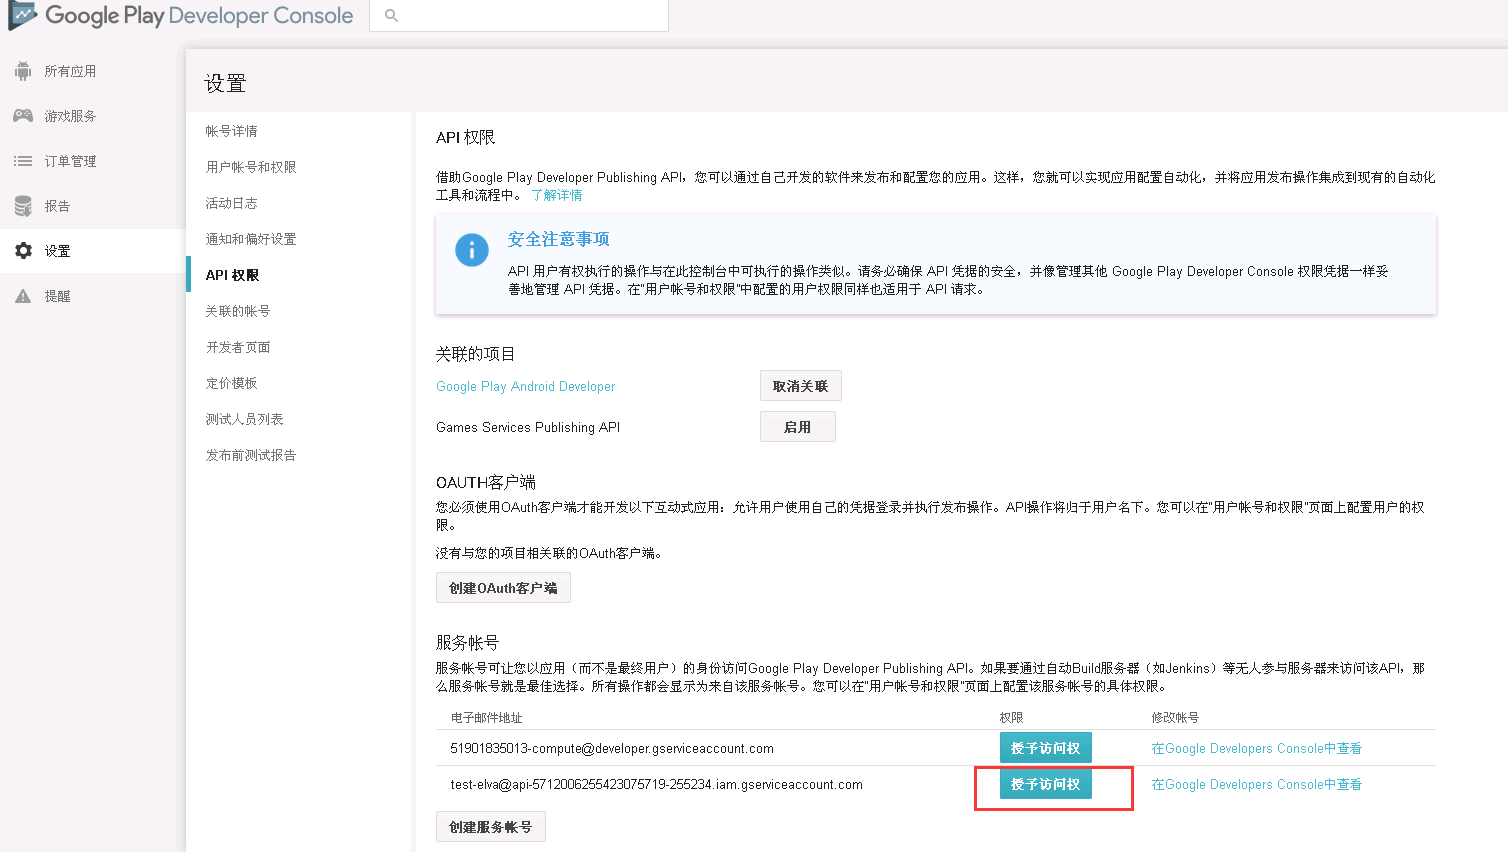 Google Play Developer Console
所有应用
游戏服务
订单管理
报告
设置
提醒
设置
帐号详情
用户帐号和权限
活动日志
通知和偏好设置
API 权限
关联的帐号
开发者页面
定价模板
测试人员列表
发布前测试报告
API 权限
借助Google Play Developer Publishing API，您可以通过自己开发的软件来发布和配置您的应用。这样，您就可以实现应用配置自动化，并将应用发布操作集成到现有的自动化
工具和流程中。 了解详情
安全注意事项
API 用户有权执行的操作与在此控制台中可执行的操作类似。请务必确保 API 凭据的安全，并像管理其他 Google Play Developer Console 权限凭据一样妥
善地管理 API 凭据。在"用户帐号和权限"中配置的用户权限同样也适用于 API 请求。
关联的项目
Google Play Android Developer 取消关联
Games Services Publishing API 启用
OAUTH客户端
您必须使用OAuth客户端才能开发以下互动式应用：允许用户使用自己的凭据登录并执行发布操作。API操作将归于用户名下。您可以在"用户帐号和权限"页面上配置用户的权
限。
没有与您的项目相关联的OAuth客户端。
创建OAuth客户端
服务帐号
服务帐号可让您以应用（而不是最终用户）的身份访问Google Play Developer Publishing API。如果要通过自动Build服务器（如Jenkins）等无人参与服务器来访问该API，那
么服务帐号就是最佳选择。所有操作都会显示为来自该服务帐号。您可以在"用户帐号和权限"页面上配置该服务帐号的具体权限。
电子邮件地址 权限 修改帐号
51901835013-compute@developer.gserviceaccount.com 授予访问权 在Google Developers Console中查看
test-elva@api-5712006255423075719-255234.iam.gserviceaccount.com 授予访问权 在Google Developers Console中查看
创建服务帐号